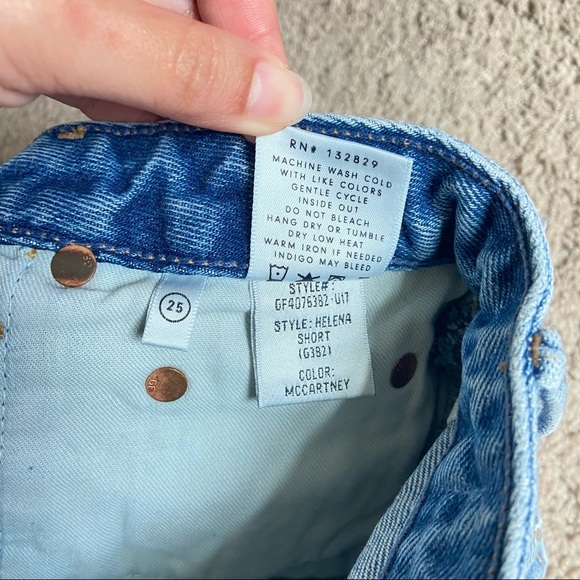 RN# 132829
MACHINE WASH COLD
WITH LIKE COLORS
GENTLE CYCLE
INSIDE OUT
DO NOT BLEACH
HANG DRY OR TUMBLE
DRY LOW HEAT
WARM IRON IF NEEDED
INDIGO MAY BLEED
25
STYLE#:
GF4076382-U17
STYLE: HELENA
SHORT
(G382)
COLOR:
MCCARTNEY